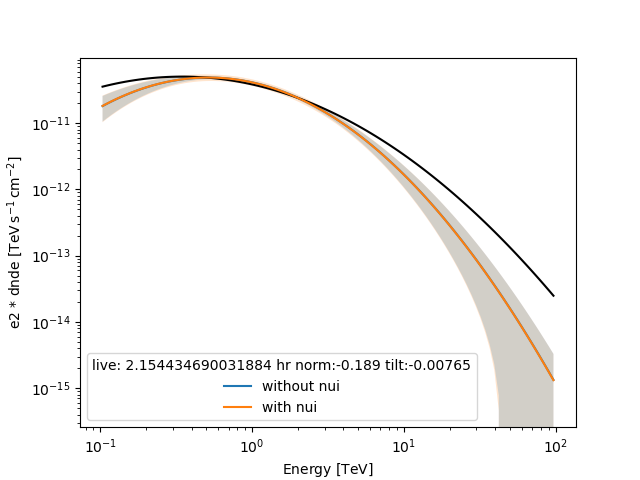 10⁻¹¹
10⁻¹²
10⁻¹³
10⁻¹⁴
10⁻¹⁵
e2 * dnde [TeV s⁻¹ cm⁻²]
live: 2.154434690031884 hr norm:-0.189 tilt:-0.00765
without nui
with nui
10⁻¹ 10⁰ 10¹ 10²
Energy [TeV]